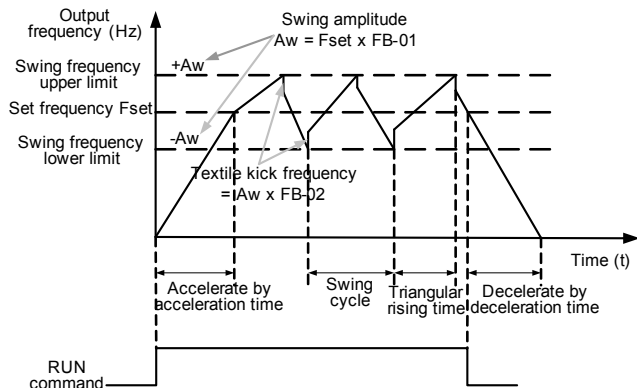 Output
frequency (Hz)
Swing amplitude
Aw = Fset x FB-01
Swing frequency
upper limit
+Aw
Set frequency Fset
-Aw
Swing frequency
lower limit
Textile kick frequency
= Aw x FB-02
Time (t)
Accelerate by
acceleration time
Swing
cycle
Triangular
rising time
Decelerate by
deceleration time
RUN
command